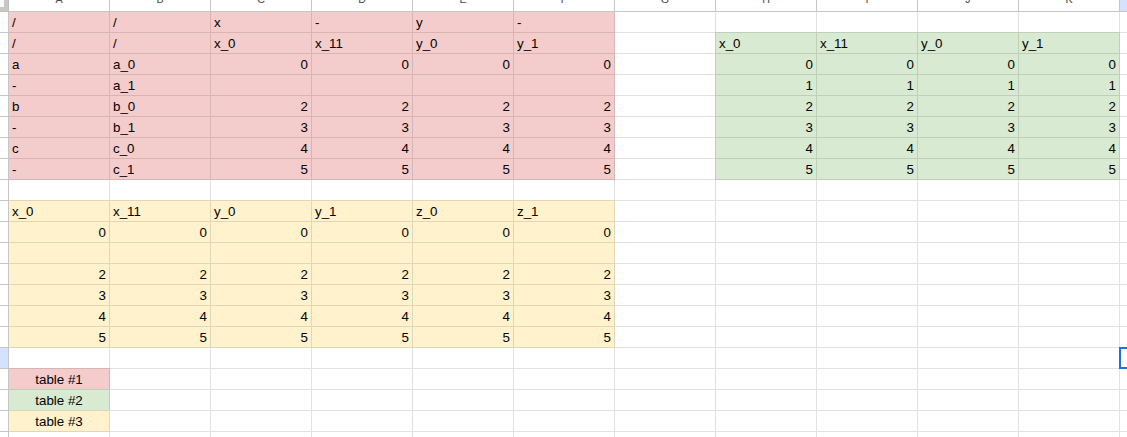 / / x - y -
/ / x_0 x_11 y_0 y_1 x_0 x_11 y_0 y_1
a a_0 0 0 0 0 0 0 0 0
- a_1 1 1 1 1
b b_0 2 2 2 2 2 2 2 2
- b_1 3 3 3 3 3 3 3 3
c c_0 4 4 4 4 4 4 4 4
- c_1 5 5 5 5 5 5 5 5
x_0 x_11 y_0 y_1 z_0 z_1
0 0 0 0 0 0
2 2 2 2 2 2
3 3 3 3 3 3
4 4 4 4 4 4
5 5 5 5 5 5
table #1
table #2
table #3